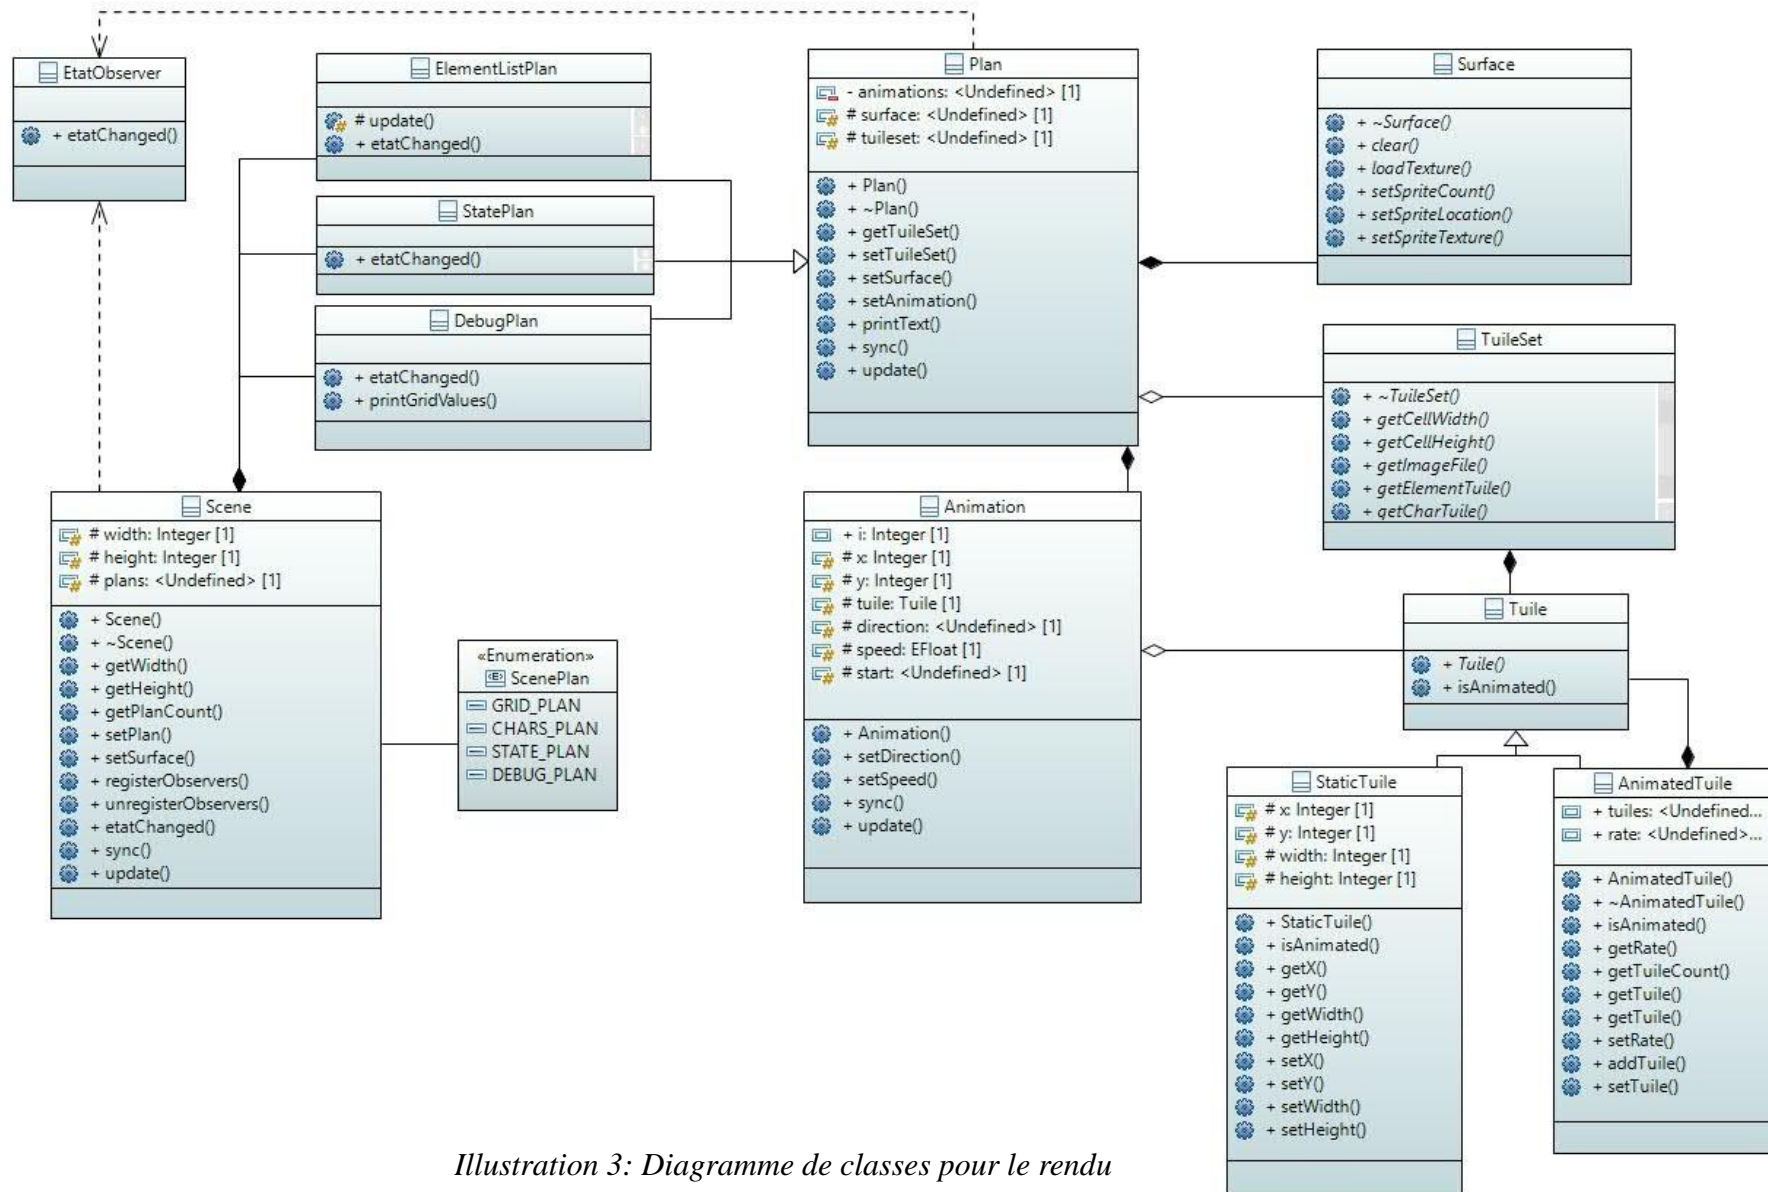 EtatObserver
+ etatChanged()
ElementListPlan
# update()
+ etatChanged()
StatePlan
+ etatChanged()
DebugPlan
+ etatChanged()
+ printGridValues()
Plan
- animations: <Undefined> [1]
# surface: <Undefined> [1]
# tuileset: <Undefined> [1]
+ Plan()
+ ~Plan()
+ getTuileSet()
+ setTuileSet()
+ setSurface()
+ setAnimation()
+ printText()
+ sync()
+ update()
Surface
+ ~Surface()
+ clear()
+ loadTexture()
+ setSpriteCount()
+ setSpriteLocation()
+ setSpriteTexture()
TuileSet
+ ~TuileSet()
+ getCellWidth()
+ getCellHeight()
+ getImageFile()
+ getElementTuile()
+ getCharTuile()
Scene
# width: Integer [1]
# height: Integer [1]
# plans: <Undefined> [1]
+ Scene()
+ ~Scene()
+ getWidth()
+ getHeight()
+ getPlanCount()
+ setPlan()
+ setSurface()
+ registerObservers()
+ unregisterObservers()
+ etatChanged()
+ sync()
+ update()
«Enumeration»
ScenePlan
GRID_PLAN
CHARS_PLAN
STATE_PLAN
DEBUG_PLAN
Animation
+ i: Integer [1]
# x: Integer [1]
# y: Integer [1]
# tuile: Tuile [1]
# direction: <Undefined> [1]
# speed: EFloat [1]
# start: <Undefined> [1]
+ Animation()
+ setDirection()
+ setSpeed()
+ sync()
+ update()
Tuile
+ Tuile()
+ isAnimated()
StaticTuile
# x: Integer [1]
# y: Integer [1]
# width: Integer [1]
# height: Integer [1]
+ StaticTuile()
+ isAnimated()
+ getX()
+ getY()
+ getWidth()
+ getHeight()
+ setX()
+ setY()
+ setWidth()
+ setHeight()
AnimatedTuile
+ tuiles: <Undefined...
+ rate: <Undefined>...
+ AnimatedTuile()
+ ~AnimatedTuile()
+ isAnimated()
+ getRate()
+ getTuileCount()
+ getTuile()
+ getTuile()
+ setRate()
+ addTuile()
+ setTuile()
Illustration 3: Diagramme de classes pour le rendu